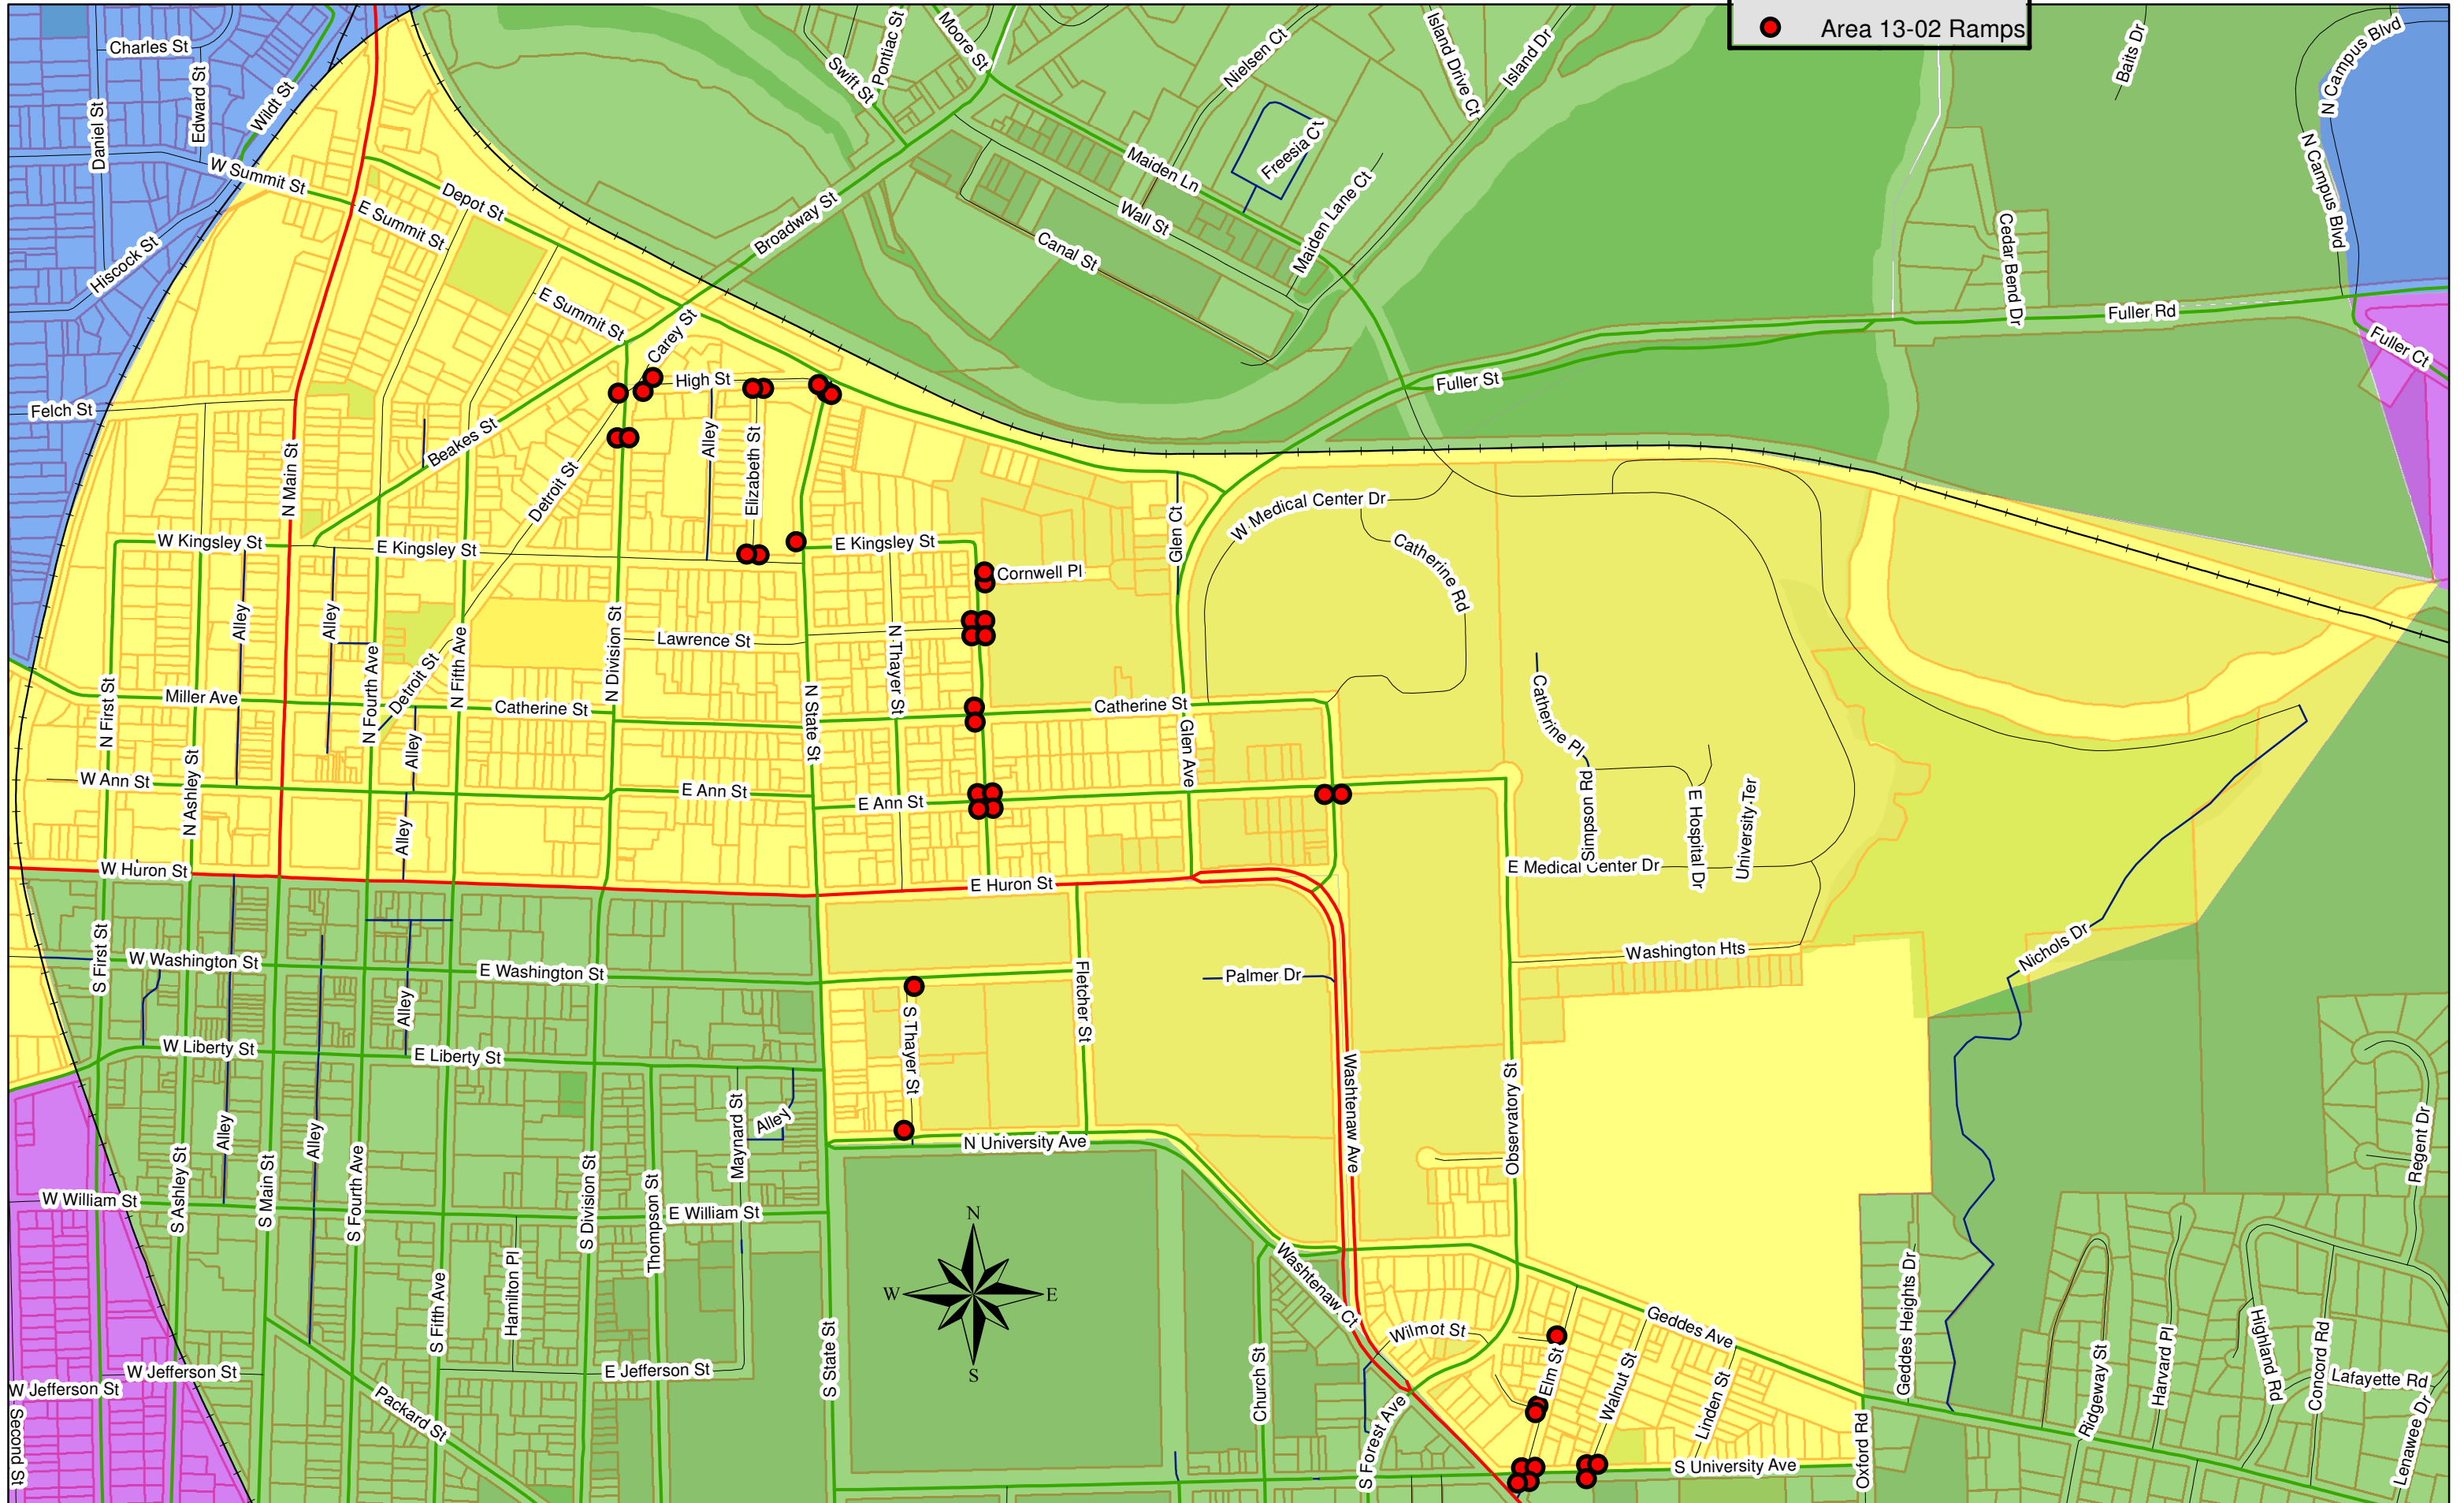 Area 13-02 Ramps
Charles St
Daniel St
Edward St
Wildt St
W Summit St
Hiscock St
Felch St
Depot St
E Summit St
E Summit St
Broadway St
Swift St
Pontiac St
Moore St
Nielsen Ct
Island Drive Ct
Island Dr
Freesia Ct
Maiden Ln
Wall St
Canal St
Maiden Lane Ct
Baits Dr
N Campus Blvd
N Campus Blvd
Cedar Bend Dr
Fuller Rd
Fuller Ct
Fuller St
Carey St
High St
Beakes St
Detroit St
Alley
Elizabeth St
N Main St
W Kingsley St
E Kingsley St
E Kingsley St
Cornwell Pl
Glen Ct
W Medical Center Dr
Catherine Rd
Alley
Alley
N Fourth Ave
Detroit St
N Fifth Ave
N Division St
Lawrence St
N Thayer St
N State St
N First St
Miller Ave
Catherine St
Catherine St
Glen Ave
Catherine Pl
N Ashley St
Alley
W Ann St
E Ann St
E Ann St
Simpson Rd
E Hospital Dr
University Ter
Alley
W Huron St
E Huron St
E Medical Center Dr
Washington Hts
Nichols Dr
S First St
W Washington St
E Washington St
Alley
Fletcher St
Palmer Dr
S Thayer St
W Liberty St
E Liberty St
Washtenaw Ave
Observatory St
Alley
Alley
Maynard St
Alley
N University Ave
Regent Dr
W William St
S Ashley St
S Main St
S Fourth Ave
S Division St
Thompson St
E William St
N
W
E
S
Washtenaw Ct
Hamilton Pl
S Fifth Ave
S State St
Church St
Wilmot St
Geddes Ave
Geddes Heights Dr
Elm St
Walnut St
Linden St
Highland Rd
Concord Rd
Harvard Pl
Ridgeway St
Lafayette Rd
Lenawee Dr
W Jefferson St
W Jefferson St
E Jefferson St
Packard St
Second St
S Forest Ave
S University Ave
Oxford Rd